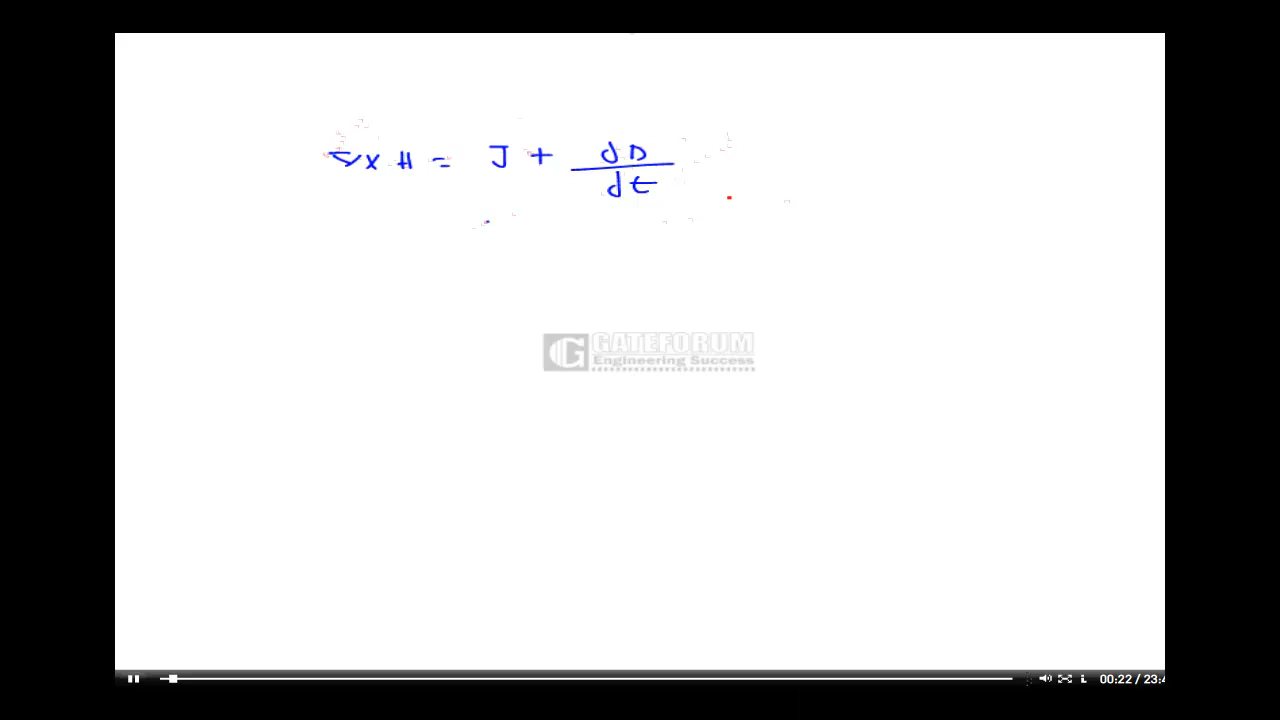 ∇x H = J + dD/dt
GATEFORUM
Engineering Success
00:22 / 23:4